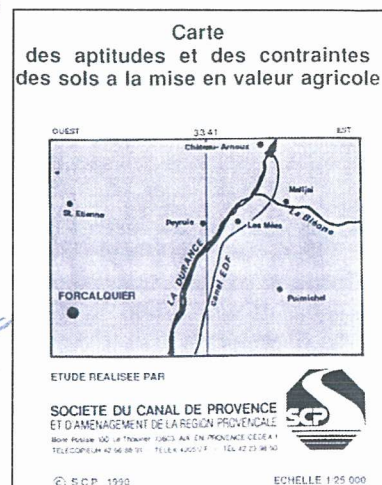 Carte
des aptitudes et des contraintes
des sols a la mise en valeur agricole
OUEST 33.41 EST
Château-Arnoux
Malijai
St. Etienne
La Bléone
Peyruis
Les Mées
LA DURANCE
canal EDF
FORCALQUIER
Puimichel
ETUDE REALISEE PAR
SOCIETE DU CANAL DE PROVENCE
ET D'AMENAGEMENT DE LA REGION PROVENCALE
SCP
© S.C.P. 1990 ECHELLE 1:25 000